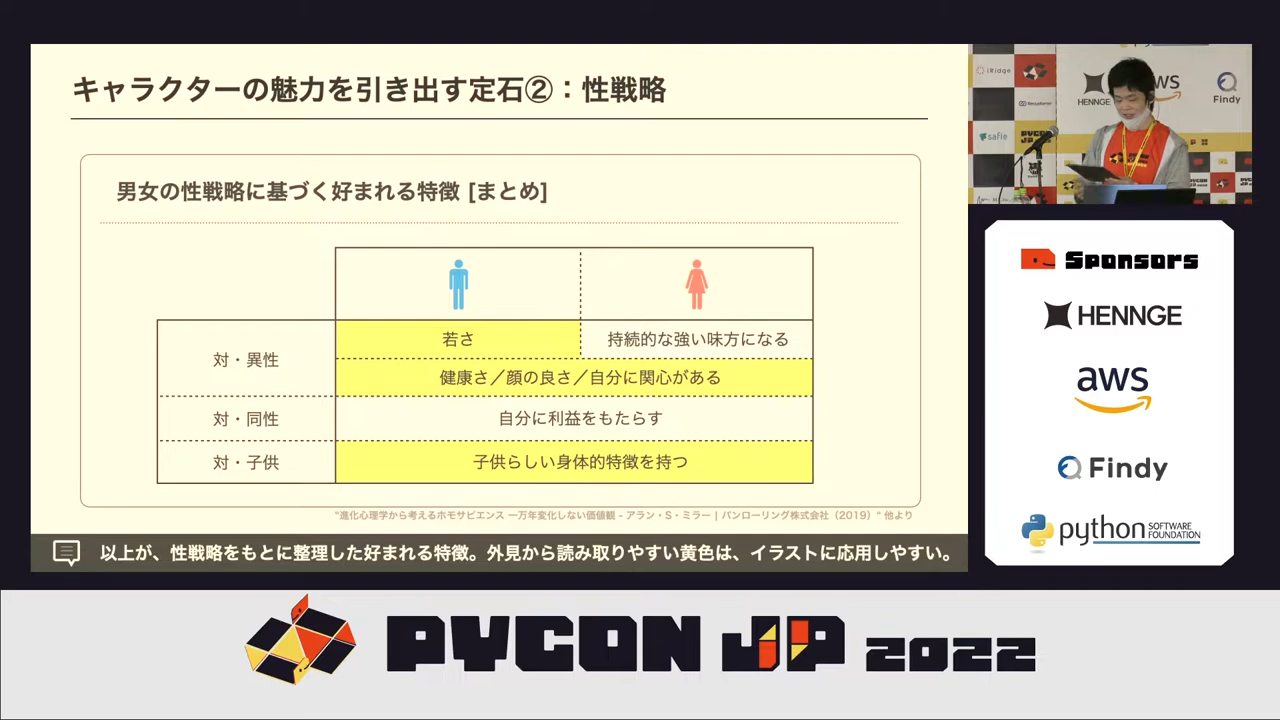 キャラクターの魅力を引き出す定石②：性戦略
男女の性戦略に基づく好まれる特徴 [まとめ]
対・異性
若さ
持続的な強い味方になる
健康さ／顔の良さ／自分に関心がある
対・同性
自分に利益をもたらす
対・子供
子供らしい身体的特徴を持つ
"進化心理学から考えるホモサピエンス 一万年変化しない価値観 - アラン・S・ミラー | パンローリング株式会社（2019）" 他より
以上が、性戦略をもとに整理した好まれる特徴。外見から読み取りやすい黄色は、イラストに応用しやすい。
iRidge
HENNGE
aws
Findy
safie
PYCON
Sponsors
HENNGE
aws
Findy
python SOFTWARE FOUNDATION
PYCON JP 2022